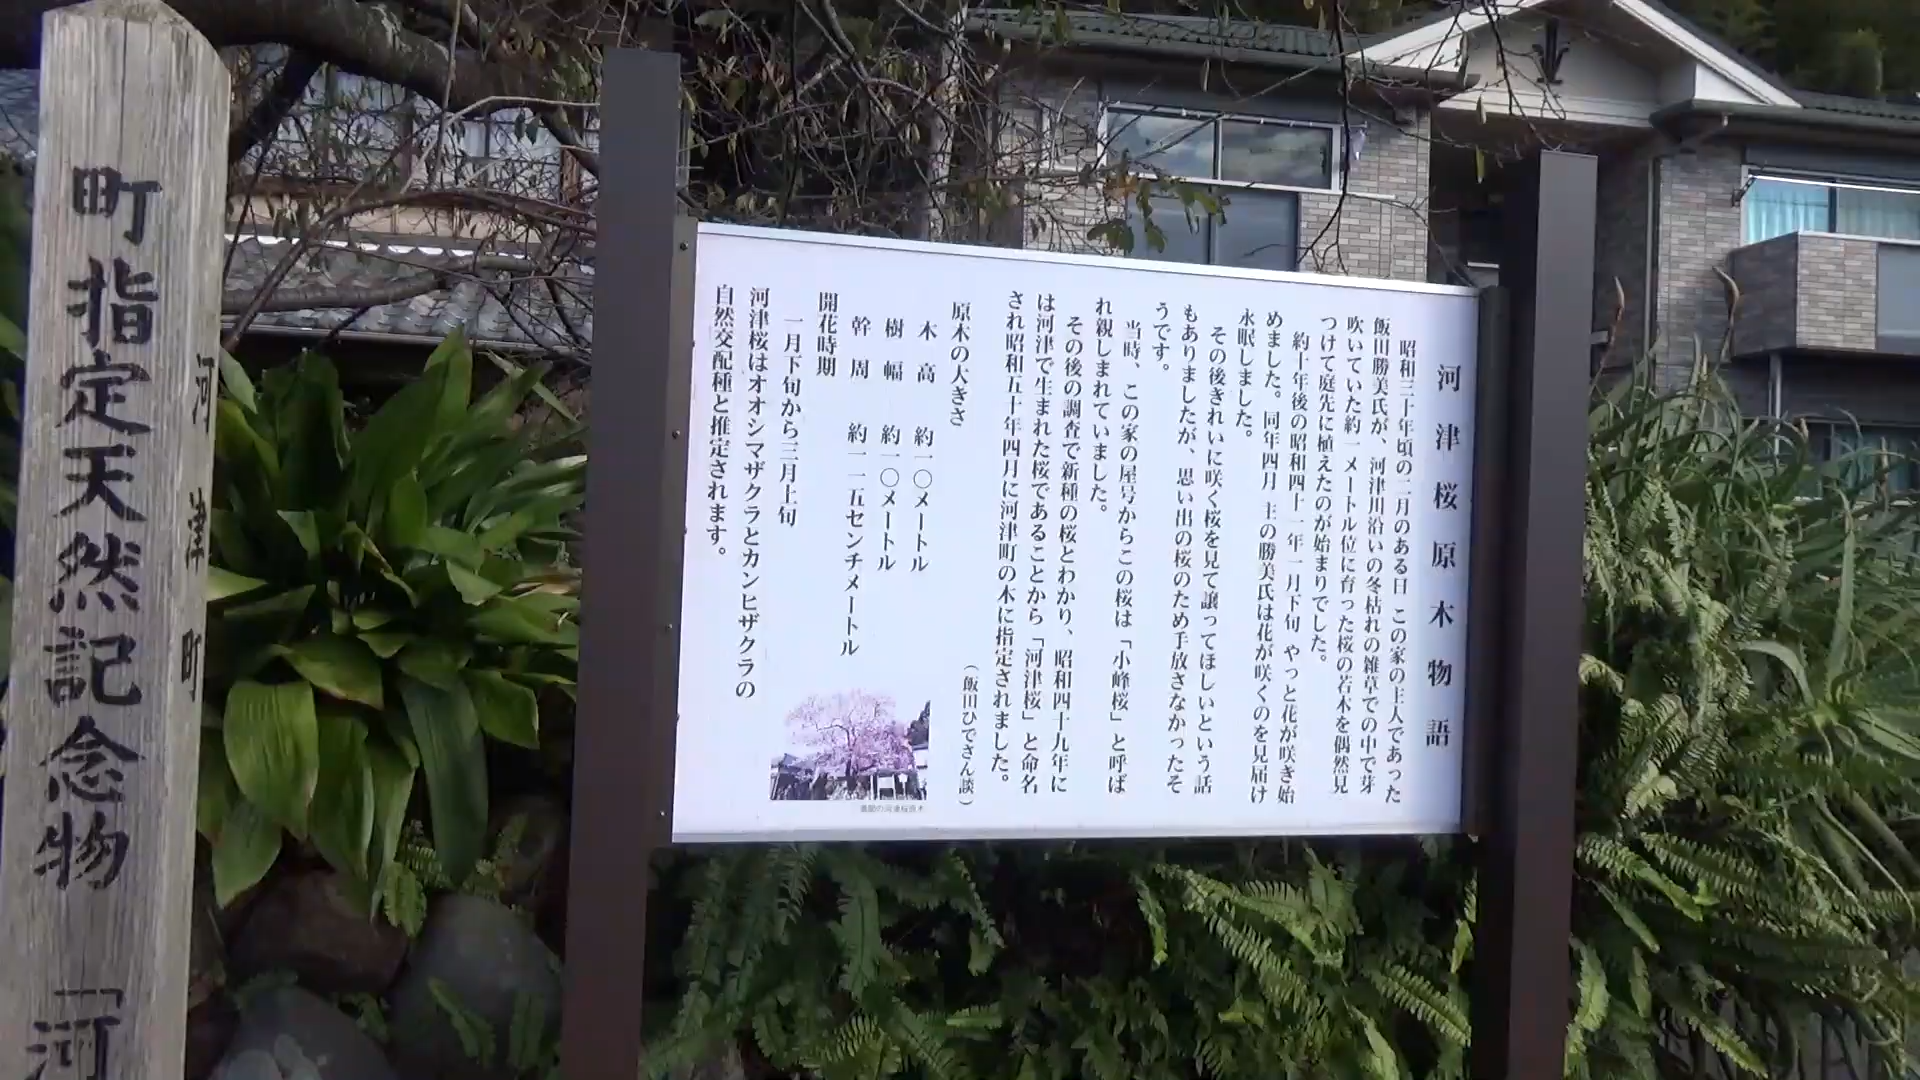 町指定天然記念物 「河
河津町
河津桜原木物語
昭和三十年頃の二月のある日 この家の主人であった
飯田勝美氏が、河津川沿いの冬枯れの雑草での中で芽
吹いていた約一メートル位に育った桜の若木を偶然見
つけて庭先に植えたのが始まりでした。
約十年後の昭和四十一年一月下旬 やっと花が咲き始
めました。同年四月 主の勝美氏は花が咲くのを見届け
永眠しました。
その後きれいに咲く桜を見て譲ってほしいという話
もありましたが、思い出の桜のため手放さなかったそ
うです。
当時、この家の屋号からこの桜は「小峰桜」と呼ば
れ親しまれていました。
その後の調査で新種の桜とわかり、昭和四十九年に
は河津で生まれた桜であることから「河津桜」と命名
され昭和五十年四月に河津町の木に指定されました。
(飯田ひでさん談)
原木の大きさ
木高 約一〇メートル
樹幅 約一〇メートル
幹周 約一一五センチメートル
開花時期
一月下旬から三月上旬
河津桜はオオシマザクラとカンヒザクラの
自然交配種と推定されます。
満開の河津桜原木